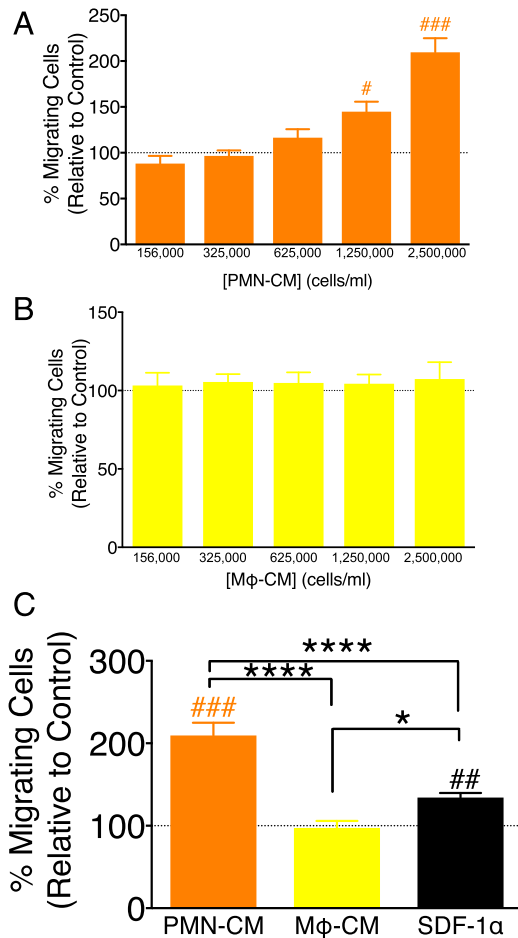 A
% Migrating Cells
(Relative to Control)
250
200
150
100
50
0
#
###
156,000 325,000 625,000 1,250,000 2,500,000
[PMN-CM] (cells/ml)
B
% Migrating Cells
(Relative to Control)
150
100
50
0
156,000 325,000 625,000 1,250,000 2,500,000
[Mϕ-CM] (cells/ml)
C
% Migrating Cells
(Relative to Control)
300
200
100
0
****
****
*
###
##
PMN-CM Mϕ-CM SDF-1α